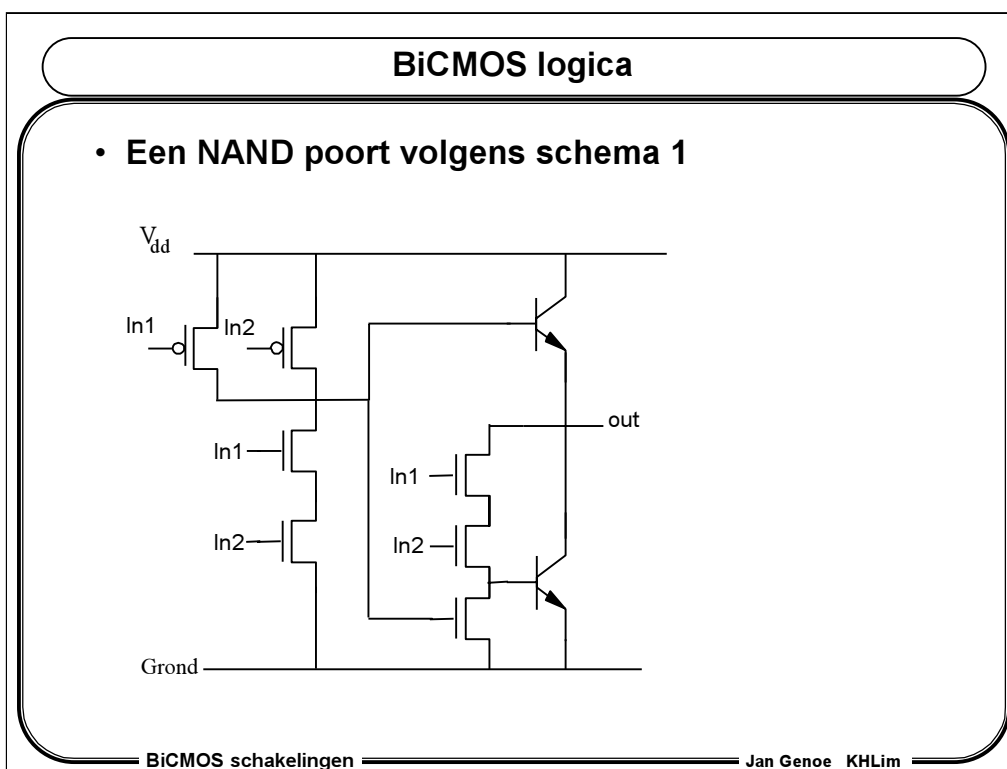 BiCMOS logica
• Een NAND poort volgens schema 1
Vdd
In1
In2
In1
out
In1
In2
In2
Grond
BiCMOS schakelingen
Jan Genoe KHLim